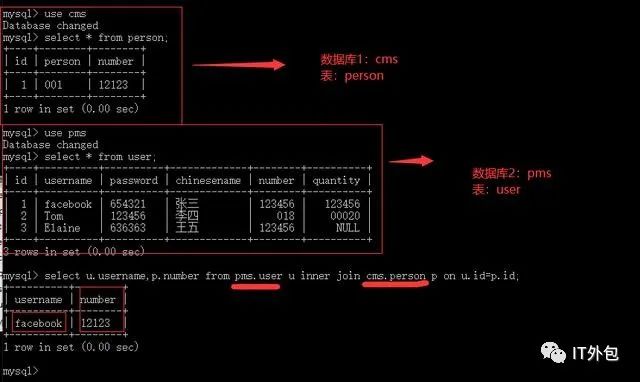 mysql> use cms
Database changed
mysql> select * from person;
+----+--------+--------+
| id | person | number |
+----+--------+--------+
| 1 | 001 | 12123 |
+----+--------+--------+
1 row in set (0.00 sec)
数据库1：cms
表：person
mysql> use pms
Database changed
mysql> select * from user;
+----+----------+----------+-------------+--------+----------+
| id | username | password | chinesename | number | quantity |
+----+----------+----------+-------------+--------+----------+
| 1 | facebook | 654321 | 张三 | 123456 | 123456 |
| 2 | Tom | 123456 | 李四 | 018 | 00020 |
| 3 | Elaine | 636363 | 王五 | 123456 | NULL |
+----+----------+----------+-------------+--------+----------+
3 rows in set (0.00 sec)
数据库2：pms
表：user
mysql> select u.username,p.number from pms.user u inner join cms.person p on u.id=p.id;
+----------+--------+
| username | number |
+----------+--------+
| facebook | 12123 |
+----------+--------+
1 row in set (0.00 sec)
mysql>
IT外包